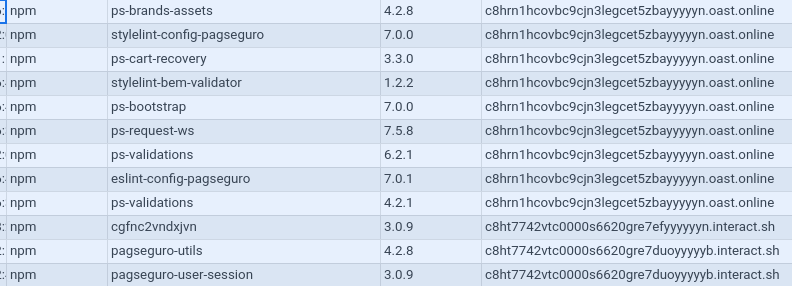 npm ps-brands-assets 4.2.8 c8hrn1hcovbc9cjn3legcet5zbayyyyyn.oast.online
npm stylelint-config-pagseguro 7.0.0 c8hrn1hcovbc9cjn3legcet5zbayyyyyn.oast.online
npm ps-cart-recovery 3.3.0 c8hrn1hcovbc9cjn3legcet5zbayyyyyn.oast.online
npm stylelint-bem-validator 1.2.2 c8hrn1hcovbc9cjn3legcet5zbayyyyyn.oast.online
npm ps-bootstrap 7.0.0 c8hrn1hcovbc9cjn3legcet5zbayyyyyn.oast.online
npm ps-request-ws 7.5.8 c8hrn1hcovbc9cjn3legcet5zbayyyyyn.oast.online
npm ps-validations 6.2.1 c8hrn1hcovbc9cjn3legcet5zbayyyyyn.oast.online
npm eslint-config-pagseguro 7.0.1 c8hrn1hcovbc9cjn3legcet5zbayyyyyn.oast.online
npm ps-validations 4.2.1 c8hrn1hcovbc9cjn3legcet5zbayyyyyn.oast.online
npm cgfnc2vndxjvn 3.0.9 c8ht7742vtc0000s6620gre7efyyyyyyn.interact.sh
npm pagseguro-utils 4.2.8 c8ht7742vtc0000s6620gre7duoyyyyyb.interact.sh
npm pagseguro-user-session 3.0.9 c8ht7742vtc0000s6620gre7duoyyyyyb.interact.sh